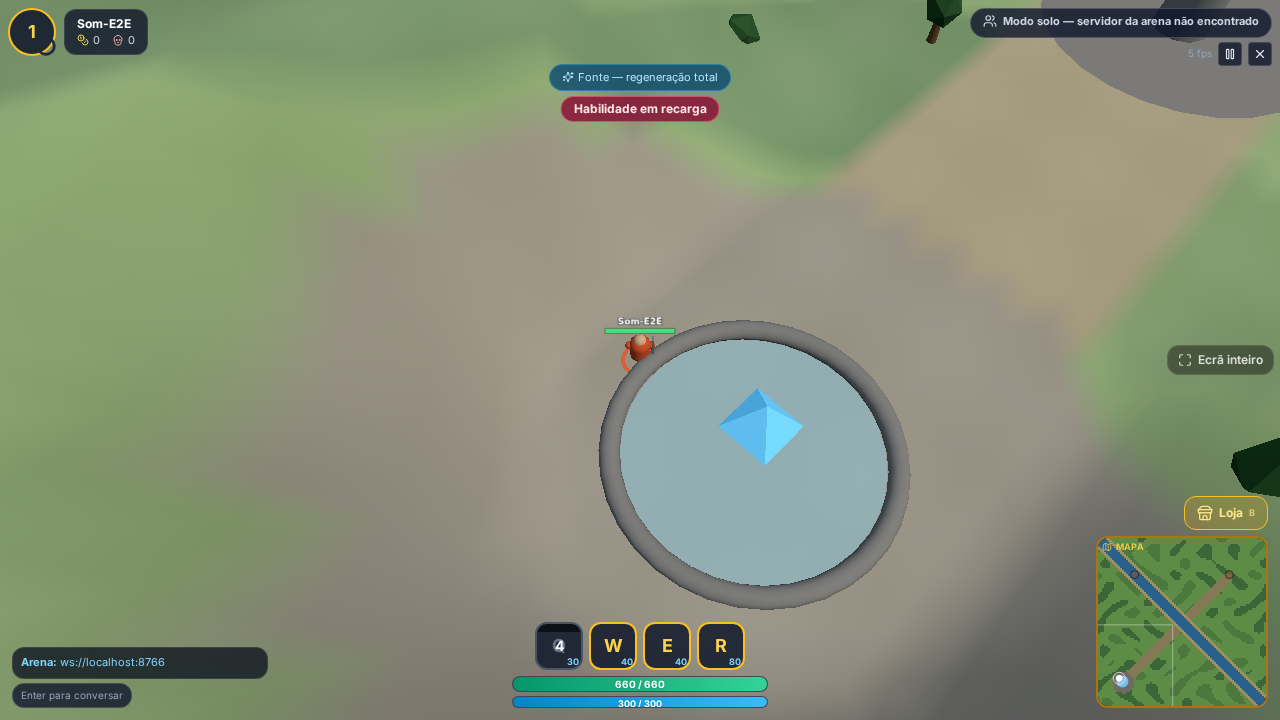 1
Som-E2E
0
0
Modo solo — servidor da arena não encontrado
5 fps
Fonte — regeneração total
Habilidade em recarga
Som-E2E
Ecrã inteiro
Loja B
MAPA
4
30
W
40
E
40
R
80
660 / 660
300 / 300
Arena: ws://localhost:8766
Enter para conversar